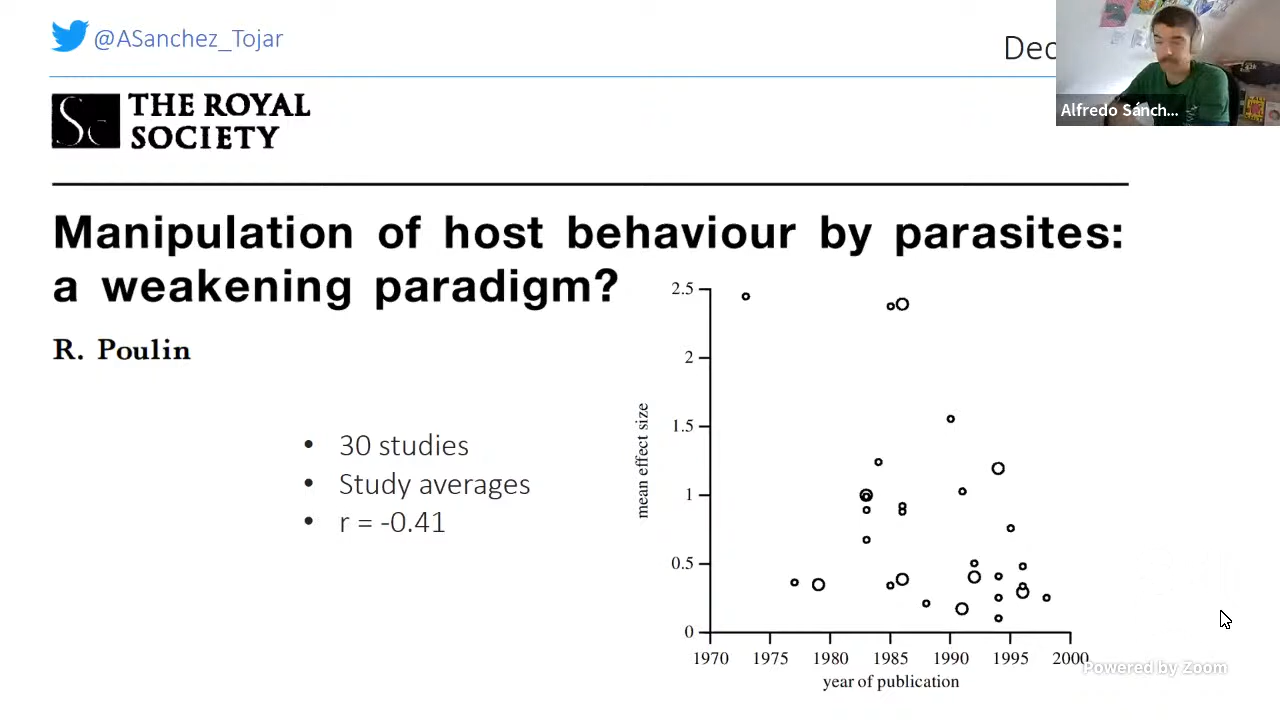 @ASanchez_Tojar
Dec
Alfredo Sánch...
THE ROYAL
SOCIETY
Manipulation of host behaviour by parasites:
a weakening paradigm?
R. Poulin
• 30 studies
• Study averages
• r = -0.41
mean effect size
2.5
2
1.5
1
0.5
0
1970 1975 1980 1985 1990 1995 2000
year of publication
Powered by Zoom